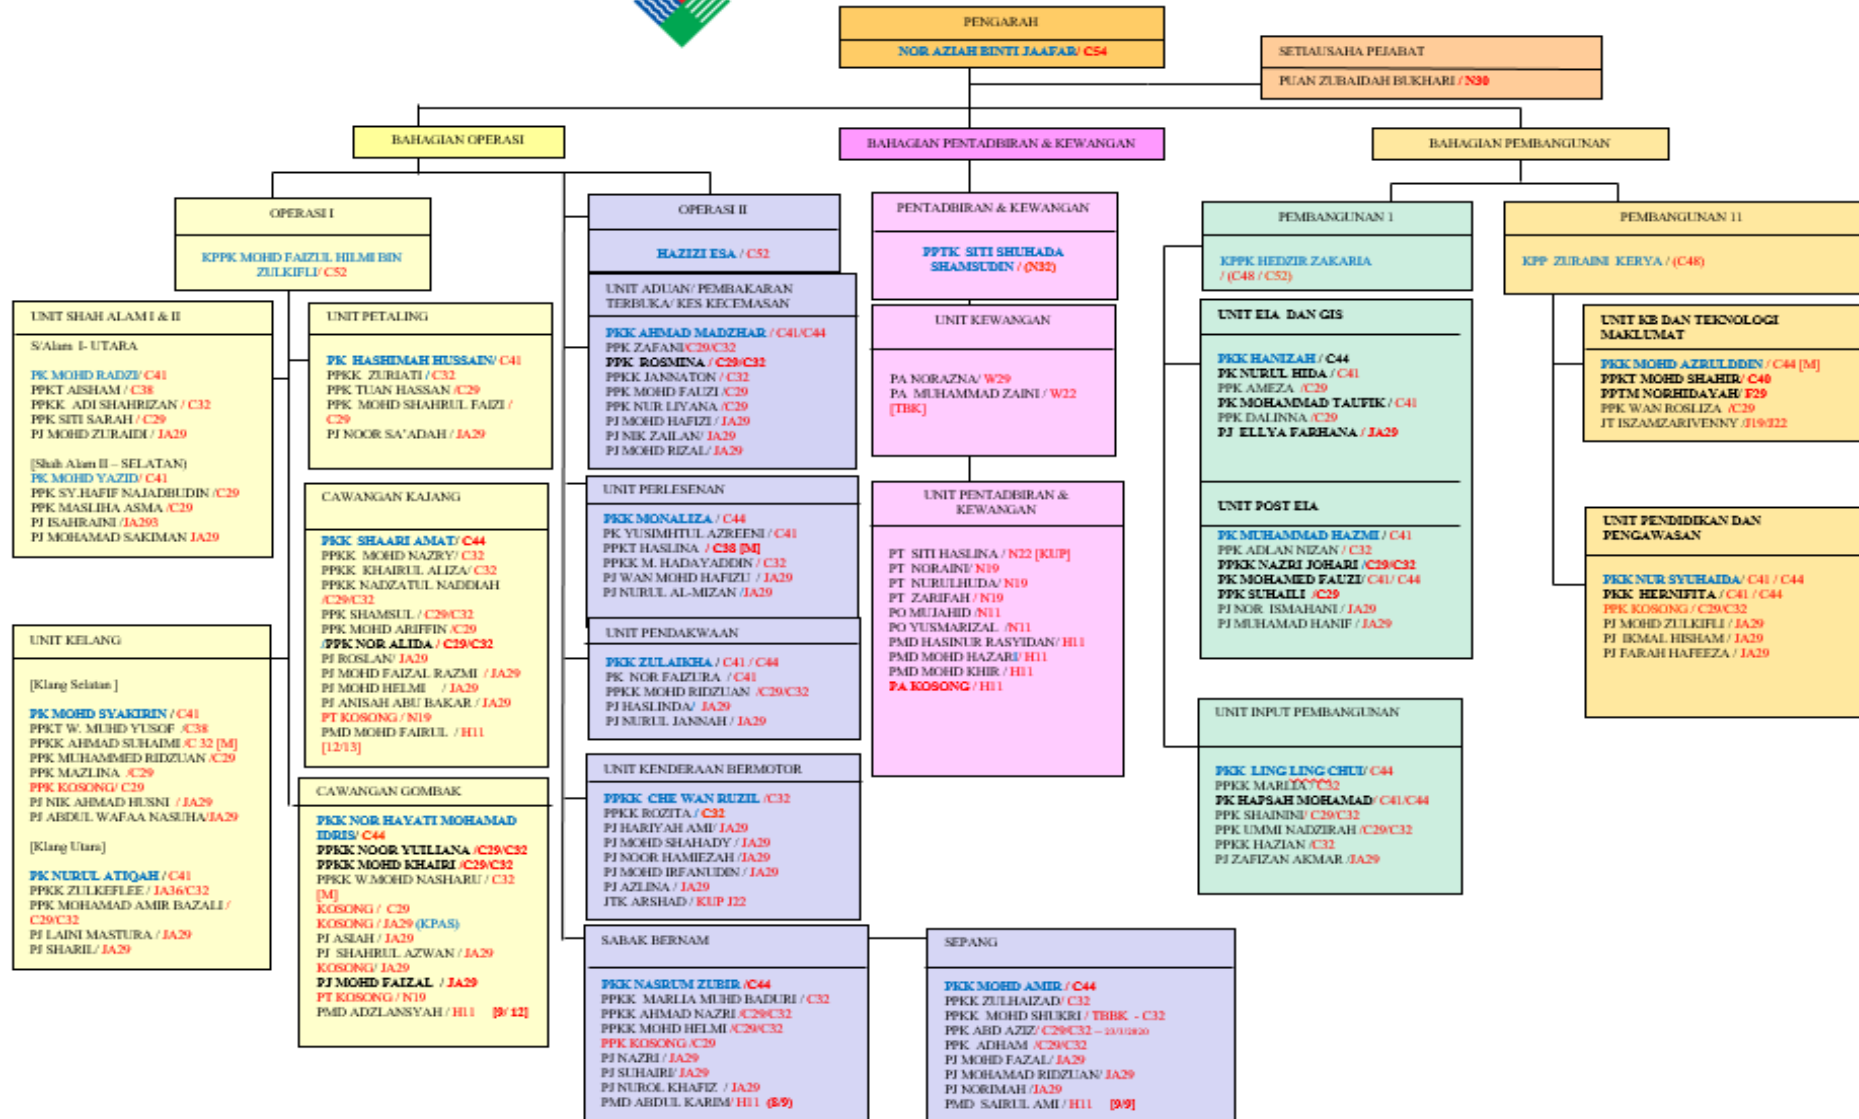 PENGARAH
NOR AZIAH BINTI JAAFAR/ C54
SETIAUSAHA PEJABAT
PUAN ZUBAIDAH BUKHARI / N30
BAHAGIAN OPERASI
BAHAGIAN PENTADBIRAN & KEWANGAN
BAHAGIAN PEMBANGUNAN
OPERASI I
KPPK MOHD FAIZUL HILMI BIN
ZULKIFLI/ C52
UNIT SHAH ALAM I & II
S/Alam I- UTARA
PK MOHD RADZI/ C41
PPKT AISHAM / C38
PPKK ADI SHAHRIZAN / C32
PPK SITI SARAH / C29
PJ MOHD ZURAIDI / JA29
[Shah Alam II – SELATAN)
PK MOHD YAZID/ C41
PPK SY.HAFIF NAJADBUDIN /C29
PPK MASLIHA ASMA /C29
PJ ISAHRAINI /JA293
PJ MOHAMAD SAKIMAN JA29
UNIT KELANG
[Klang Selatan ]
PK MOHD SYAKIRIN / C41
PPKT W. MUHD YUSOF /C38
PPKK AHMAD SUHAIMI /C 32 [M]
PPK MUHAMMED RIDZUAN /C29
PPK MAZLINA /C29
PPK KOSONG/ C29
PJ NIK AHMAD HUSNI / JA29
PJ ABDUL WAFAA NASUHA/JA29
[Klang Utara]
PK NURUL ATIQAH / C41
PPKK ZULKEFLEE / JA36/C32
PPK MOHAMAD AMIR BAZALI /
C29/C32
PJ LAINI MASTURA / JA29
PJ SHARIL/ JA29
UNIT PETALING
PK HASHIMAH HUSSAIN/ C41
PPKK ZURIATI / C32
PPK TUAN HASSAN /C29
PPK MOHD SHAHRUL FAIZI /
C29
PJ NOOR SA'ADAH / JA29
CAWANGAN KAJANG
PKK SHAARI AMAT/ C44
PPKK MOHD NAZRY/ C32
PPKK KHAIRUL ALIZA/ C32
PPKK NADZATUL NADDIAH
/C29/C32
PPK SHAMSUL / C29/C32
PPK MOHD ARIFFIN /C29
/PPK NOR ALIDA / C29/C32
PJ ROSLAN/ JA29
PJ MOHD FAIZAL RAZMI / JA29
PJ MOHD HELMI / JA29
PJ ANISAH ABU BAKAR / JA29
PT KOSONG / N19
PMD MOHD FAIRUL / H11
[12/13]
CAWANGAN GOMBAK
PKK NOR HAYATI MOHAMAD
IDRIS/ C44
PPKK NOOR YUILIANA /C29/C32
PPKK MOHD KHAIRI /C29/C32
PPKK W.MOHD NASHARU / C32
[M]
KOSONG / C29
KOSONG / JA29 (KPAS)
PJ ASIAH / JA29
PJ SHAHRUL AZWAN / JA29
KOSONG/ JA29
PJ MOHD FAIZAL / JA29
PT KOSONG / N19
PMD ADZLANSYAH / H11 [9/ 12]
OPERASI II
HAZIZI ESA / C52
UNIT ADUAN/ PEMBAKARAN
TERBUKA/ KES KECEMASAN
PKK AHMAD MADZHAR / C41/C44
PPK ZAFANI/C29/C32
PPK ROSMINA / C29/C32
PPKK JANNATON / C32
PPK MOHD FAUZI /C29
PPK NUR LIYANA /C29
PJ MOHD HAFIZI / JA29
PJ NIK ZAILAN/ JA29
PJ MOHD RIZAL/ JA29
UNIT PERLESENAN
PKK MONALIZA / C44
PK YUSIMHTUL AZREENI / C41
PPKT HASLINA / C38 [M]
PPKK M. HADAYADDIN / C32
PJ WAN MOHD HAFIZU / JA29
PJ NURUL AL-MIZAN /JA29
UNIT PENDAKWAAN
PKK ZULAIKHA / C41 / C44
PK NOR FAIZURA / C41
PPKK MOHD RIDZUAN /C29/C32
PJ HASLINDA/ JA29
PJ NURUL JANNAH / JA29
UNIT KENDERAAN BERMOTOR
PPKK CHE WAN RUZIL /C32
PPKK ROZITA / C32
PJ HARIYAH AMI/ JA29
PJ MOHD SHAHADY / JA29
PJ NOOR HAMIEZAH /JA29
PJ MOHD IRFANUDIN / JA29
PJ AZLINA / JA29
JTK ARSHAD / KUP J22
SABAK BERNAM
PKK NASRUM ZUBIR /C44
PPKK MARLIA MUHD BADURI / C32
PPKK AHMAD NAZRI /C29/C32
PPKK MOHD HELMI /C29/C32
PPK KOSONG /C29
PJ NAZRI / JA29
PJ SUHAIRI/ JA29
PJ NUROL KHAFIZ / JA29
PMD ABDUL KARIM/ H11 (8/9)
SEPANG
PKK MOHD AMIR / C44
PPKK ZULHAIZAD/ C32
PPKK MOHD SHUKRI / TBBK - C32
PPK ABD AZIZ/ C29/C32 – 23/1/2020
PPK ADHAM /C29/C32
PJ MOHD FAZAL/ JA29
PJ MOHAMAD RIDZUAN/ JA29
PJ NORIMAH /JA29
PMD SAIRUL AMI / H11 [9/9]
PENTADBIRAN & KEWANGAN
PPTK SITI SHUHADA
SHAMSUDIN / (N32)
UNIT KEWANGAN
PA NORAZNA/ W29
PA MUHAMMAD ZAINI / W22
[TBK]
UNIT PENTADBIRAN &
KEWANGAN
PT SITI HASLINA / N22 [KUP]
PT NORAINI/ N19
PT NURULHUDA/ N19
PT ZARIFAH / N19
PO MUJAHID /N11
PO YUSMARIZAL /N11
PMD HASINUR RASYIDAN/ H11
PMD MOHD HAZARI/ H11
PMD MOHD KHIR / H11
PA KOSONG / H11
PEMBANGUNAN 1
KPPK HEDZIR ZAKARIA
/ (C48 / C52)
UNIT EIA DAN GIS
PKK HANIZAH / C44
PK NURUL HIDA / C41
PPK AMEZA /C29
PK MOHAMMAD TAUFIK / C41
PPK DALINNA /C29
PJ ELLYA FARHANA / JA29
UNIT POST EIA
PK MUHAMMAD HAZMI / C41
PPK ADLAN NIZAN / C32
PPKK NAZRI JOHARI /C29/C32
PK MOHAMED FAUZI/ C41/ C44
PPK SUHAILI /C29
PJ NOR ISMAHANI / JA29
PJ MUHAMAD HANIF / JA29
UNIT INPUT PEMBANGUNAN
PKK LING LING CHUI/ C44
PPKK MARLIA / C32
PK HAPSAH MOHAMAD/ C41/C44
PPK SHAININI/ C29/C32
PPK UMMI NADZIRAH /C29/C32
PPKK HAZIAN /C32
PJ ZAFIZAN AKMAR /JA29
PEMBANGUNAN 11
KPP ZURAINI KERYA / (C48)
UNIT KB DAN TEKNOLOGI
MAKLUMAT
PKK MOHD AZRULDDIN / C44 [M]
PPKT MOHD SHAHIR/ C40
PPTM NORHIDAYAH/ F29
PPK WAN ROSLIZA /C29
JT ISZAMZARIVENNY /J19/J22
UNIT PENDIDIKAN DAN
PENGAWASAN
PKK NUR SYUHAIDA/ C41 / C44
PKK HERNIFITA / C41 / C44
PPK KOSONG / C29/C32
PJ MOHD ZULKIFLI / JA29
PJ IKMAL HISHAM / JA29
PJ FARAH HAFEEZA / JA29